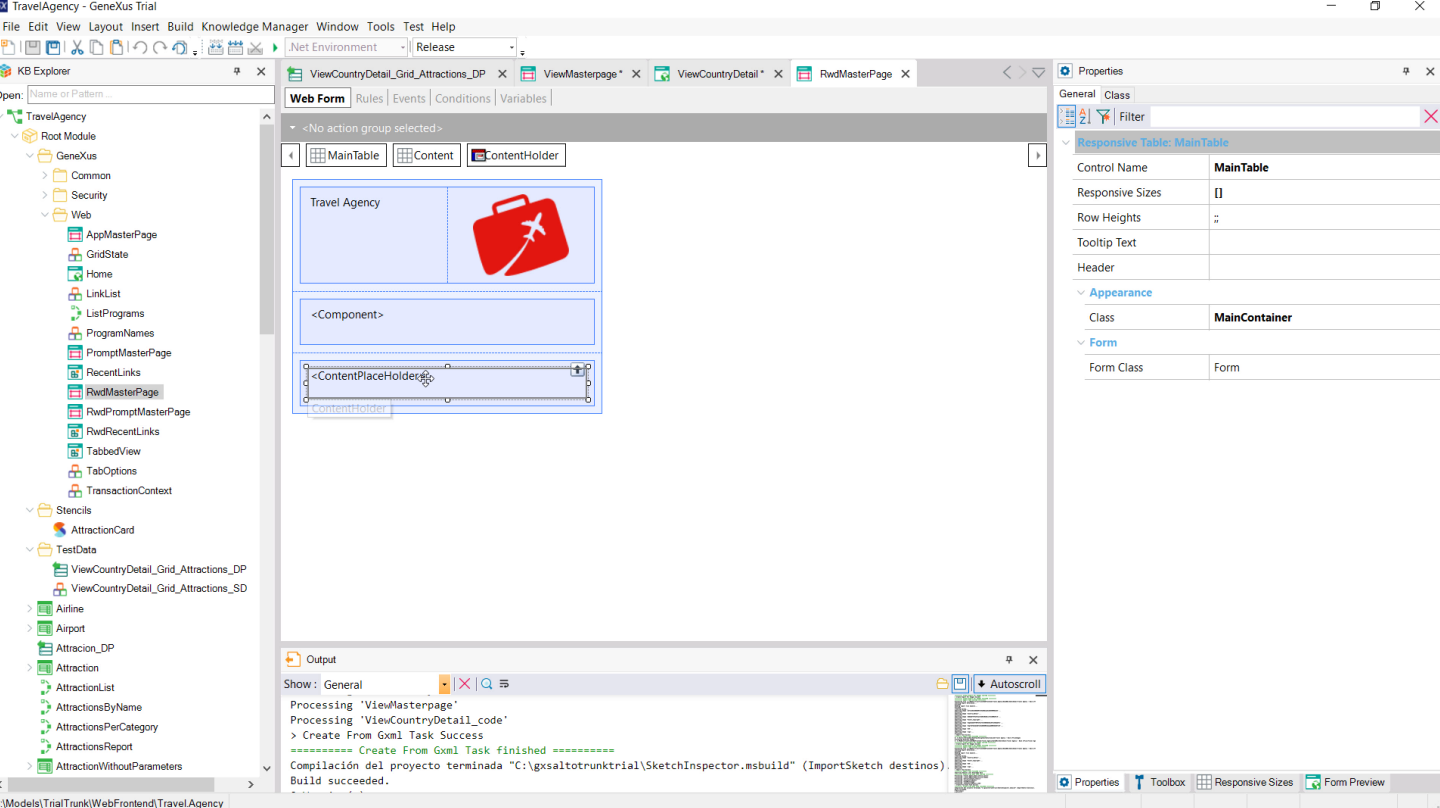 TravelAgency - GeneXus Trial
File Edit View Layout Insert Build Knowledge Manager Window Tools Test Help
.Net Environment Release
KB Explorer
Open: Name or Pattern ...
TravelAgency
Root Module
GeneXus
Common
Security
Web
AppMasterPage
GridState
Home
LinkList
ListPrograms
ProgramNames
PromptMasterPage
RecentLinks
RwdMasterPage
RwdPromptMasterPage
RwdRecentLinks
TabbedView
TabOptions
TransactionContext
Stencils
AttractionCard
TestData
ViewCountryDetail_Grid_Attractions_DP
ViewCountryDetail_Grid_Attractions_SD
Airline
Airport
Attracion_DP
Attraction
AttractionList
AttractionsByName
AttractionsPerCategory
AttractionsReport
AttractionWithoutParameters
ViewCountryDetail_Grid_Attractions_DP ViewMasterpage * ViewCountryDetail * RwdMasterPage
Web Form Rules Events Conditions Variables
<No action group selected>
MainTable Content ContentHolder
Travel Agency
<Component>
<ContentPlaceHolder
ContentHolder
Output
Show : General Autoscroll
Processing 'ViewMasterpage'
Processing 'ViewCountryDetail_code'
> Create From Gxml Task Success
========== Create From Gxml Task finished ==========
Compilación del proyecto terminada "C:\gxsaltotrunktrial\SketchInspector.msbuild" (ImportSketch destinos).
Build succeeded.
Properties
General Class
Filter
Responsive Table: MainTable
Control Name MainTable
Responsive Sizes []
Row Heights ;;
Tooltip Text
Header
Appearance
Class MainContainer
Form
Form Class Form
Properties Toolbox Responsive Sizes Form Preview
:\Models\TrialTrunk\WebFrontend\Travel.Agency